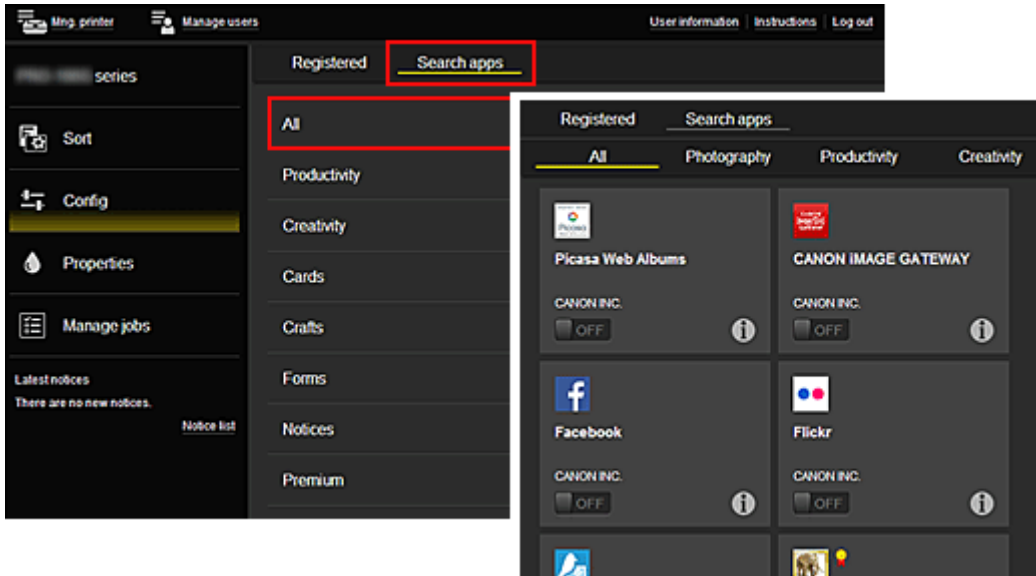 Mng. printer
Manage users
User information
Instructions
Log out
series
Sort
Config
Properties
Manage jobs
Latest notices
There are no new notices.
Notice list
Registered
Search apps
All
Productivity
Creativity
Cards
Crafts
Forms
Notices
Premium
Registered
Search apps
All
Photography
Productivity
Creativity
Picasa
Picasa Web Albums
CANON INC.
OFF
CANON iMAGE GATEWAY
CANON INC.
OFF
Facebook
CANON INC.
OFF
Flickr
CANON INC.
OFF